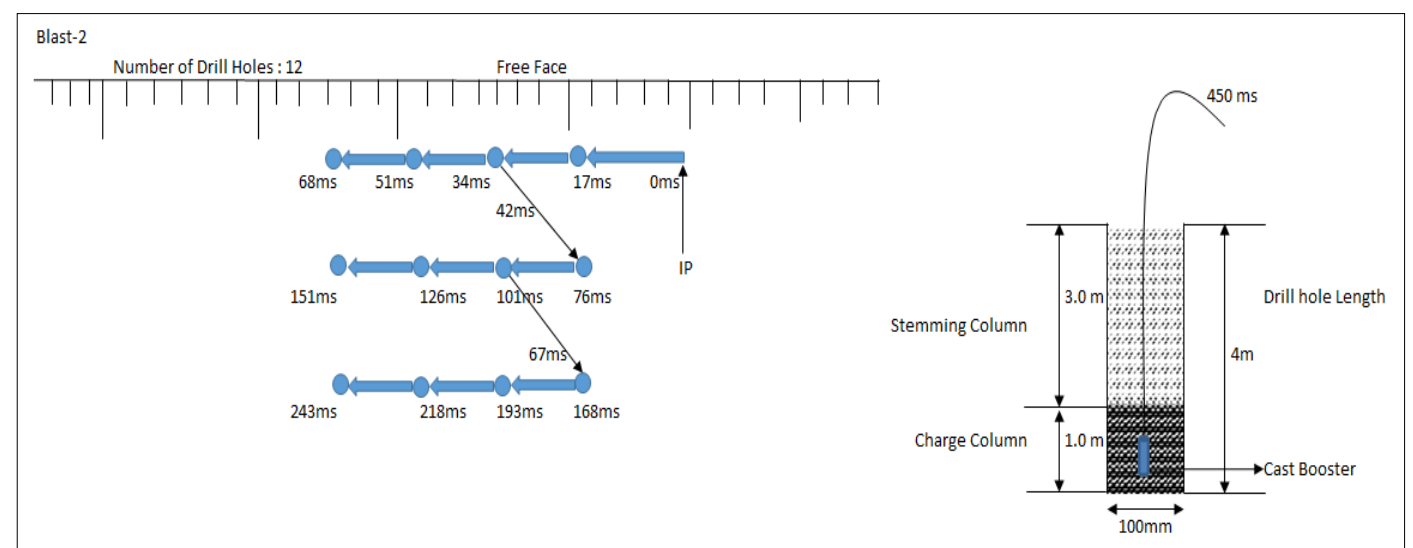 Blast-2
Number of Drill Holes : 12
Free Face
68ms 51ms 34ms 17ms 0ms
42ms
IP
151ms 126ms 101ms 76ms
67ms
243ms 218ms 193ms 168ms
450 ms
3.0 m
Drill hole Length
Stemming Column
4m
Charge Column
1.0 m
Cast Booster
100mm